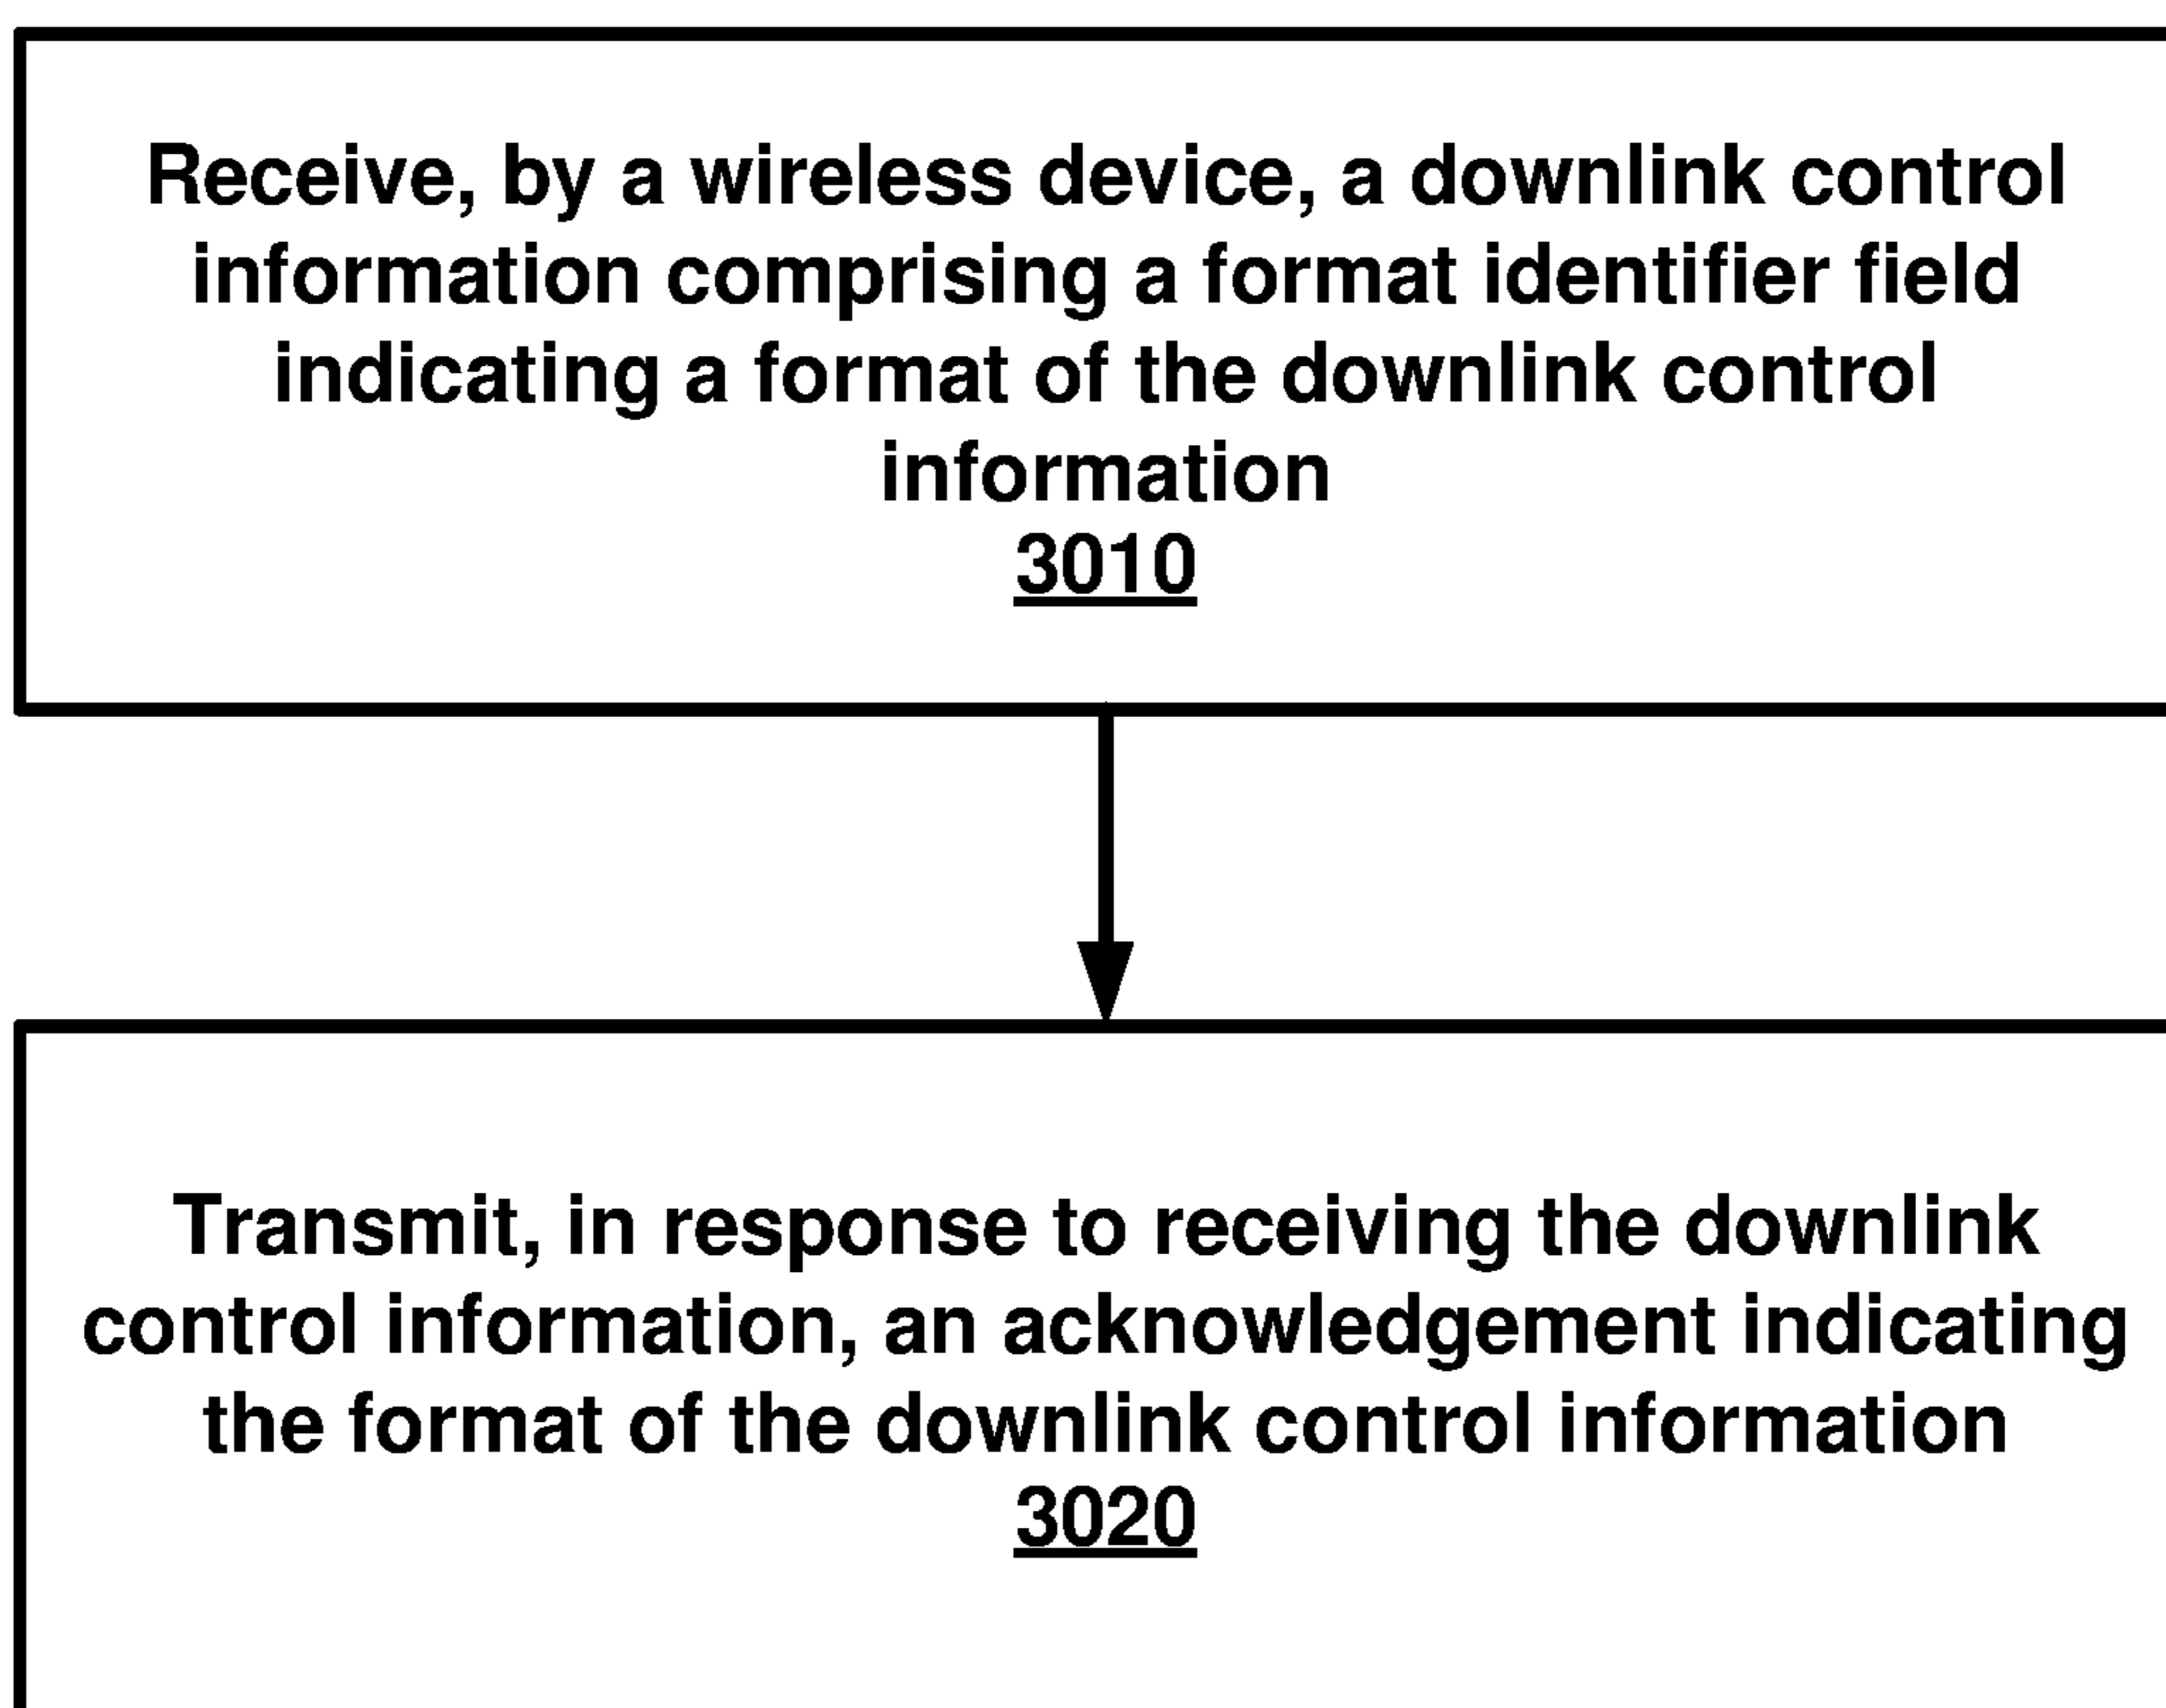 Receive, by a wireless device, a downlink control
information comprising a format identifier field
indicating a format of the downlink control
information
3010
Transmit, in response to receiving the downlink
control information, an acknowledgement indicating
the format of the downlink control information
3020